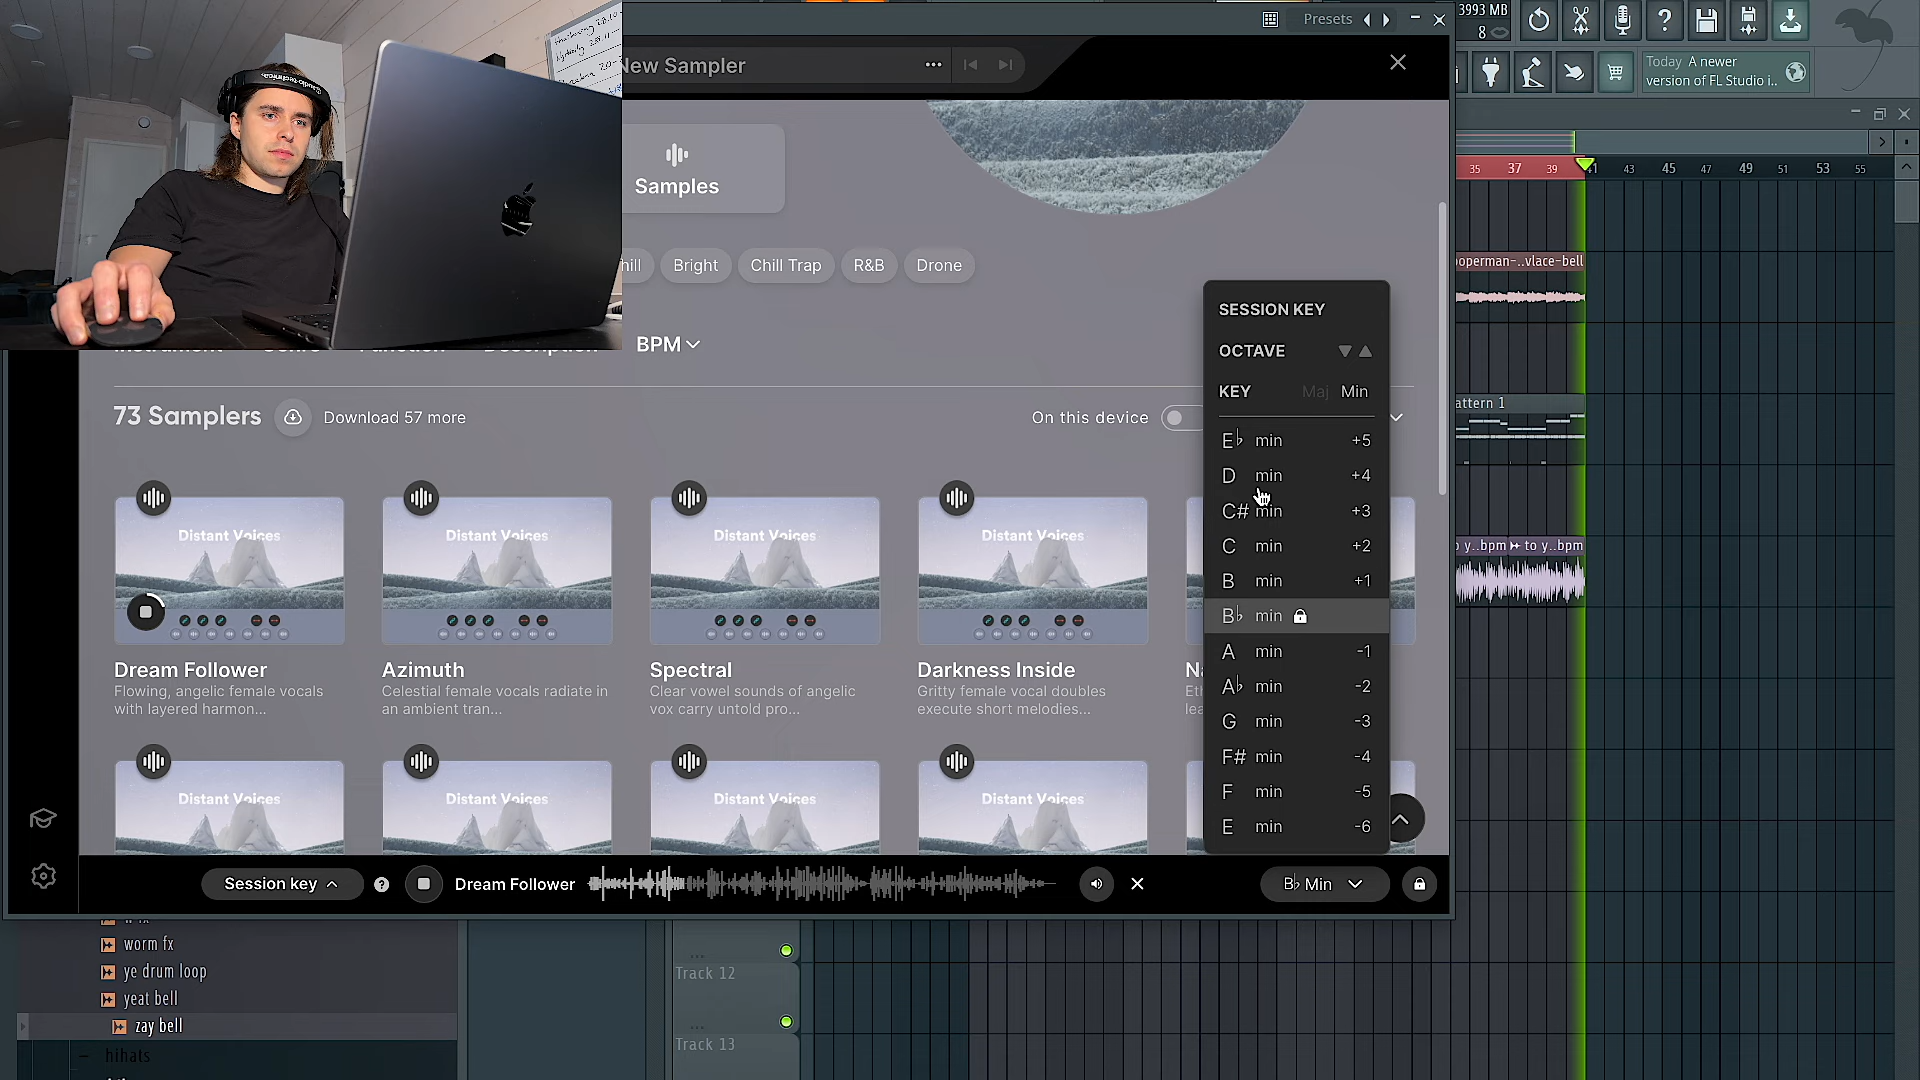 Presets
3993 MB
8
Today A newer
version of FL Studio i..
New Sampler
audio-technica
Samples
hill
Bright
Chill Trap
R&B
Drone
BPM
73 Samplers
Download 57 more
On this device
SESSION KEY
OCTAVE
KEY Maj Min
E♭ min +5
D min +4
C# min +3
C min +2
B min +1
B♭ min
A min -1
A♭ min -2
G min -3
F# min -4
F min -5
E min -6
Distant Voices
Distant Voices
Distant Voices
Distant Voices
Dream Follower
Flowing, angelic female vocals
with layered harmon...
Azimuth
Celestial female vocals radiate in
an ambient tran...
Spectral
Clear vowel sounds of angelic
vox carry untold pro...
Darkness Inside
Gritty female vocal doubles
execute short melodies...
Distant Voices
Distant Voices
Distant Voices
Distant Voices
Session key
?
Dream Follower
B♭ Min
35 37 39 41 43 45 47 49 51 53 55
ooperman-..vlace-bell
attern 1
o y..bpm
to y..bpm
worm fx
ye drum loop
yeat bell
zay bell
hihats
...
Track 12
...
Track 13